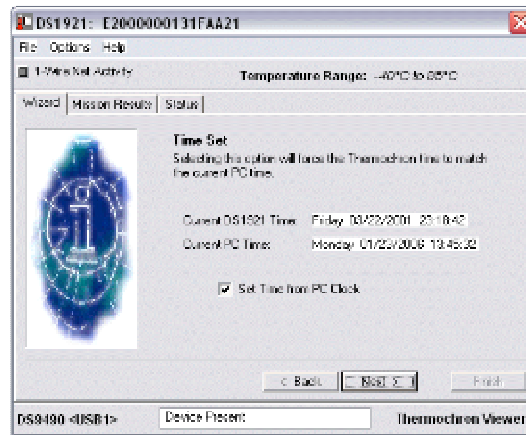 DS1921: E2000000131FAA21
File Options Help
1-Wire Net Activity
Temperature Range: -40°C to 85°C
Wizard Mission Results Status
Time Set
Selecting this option will force the Thermochron time to match
the current PC time.
Current DS1921 Time: Friday 03/22/2001 23:18:42
Current PC Time: Monday 01/23/2006 13:45:32
Set Time from PC Clock
< Back Next > Finish
DS9490 <USB1> Device Present Thermochron Viewer